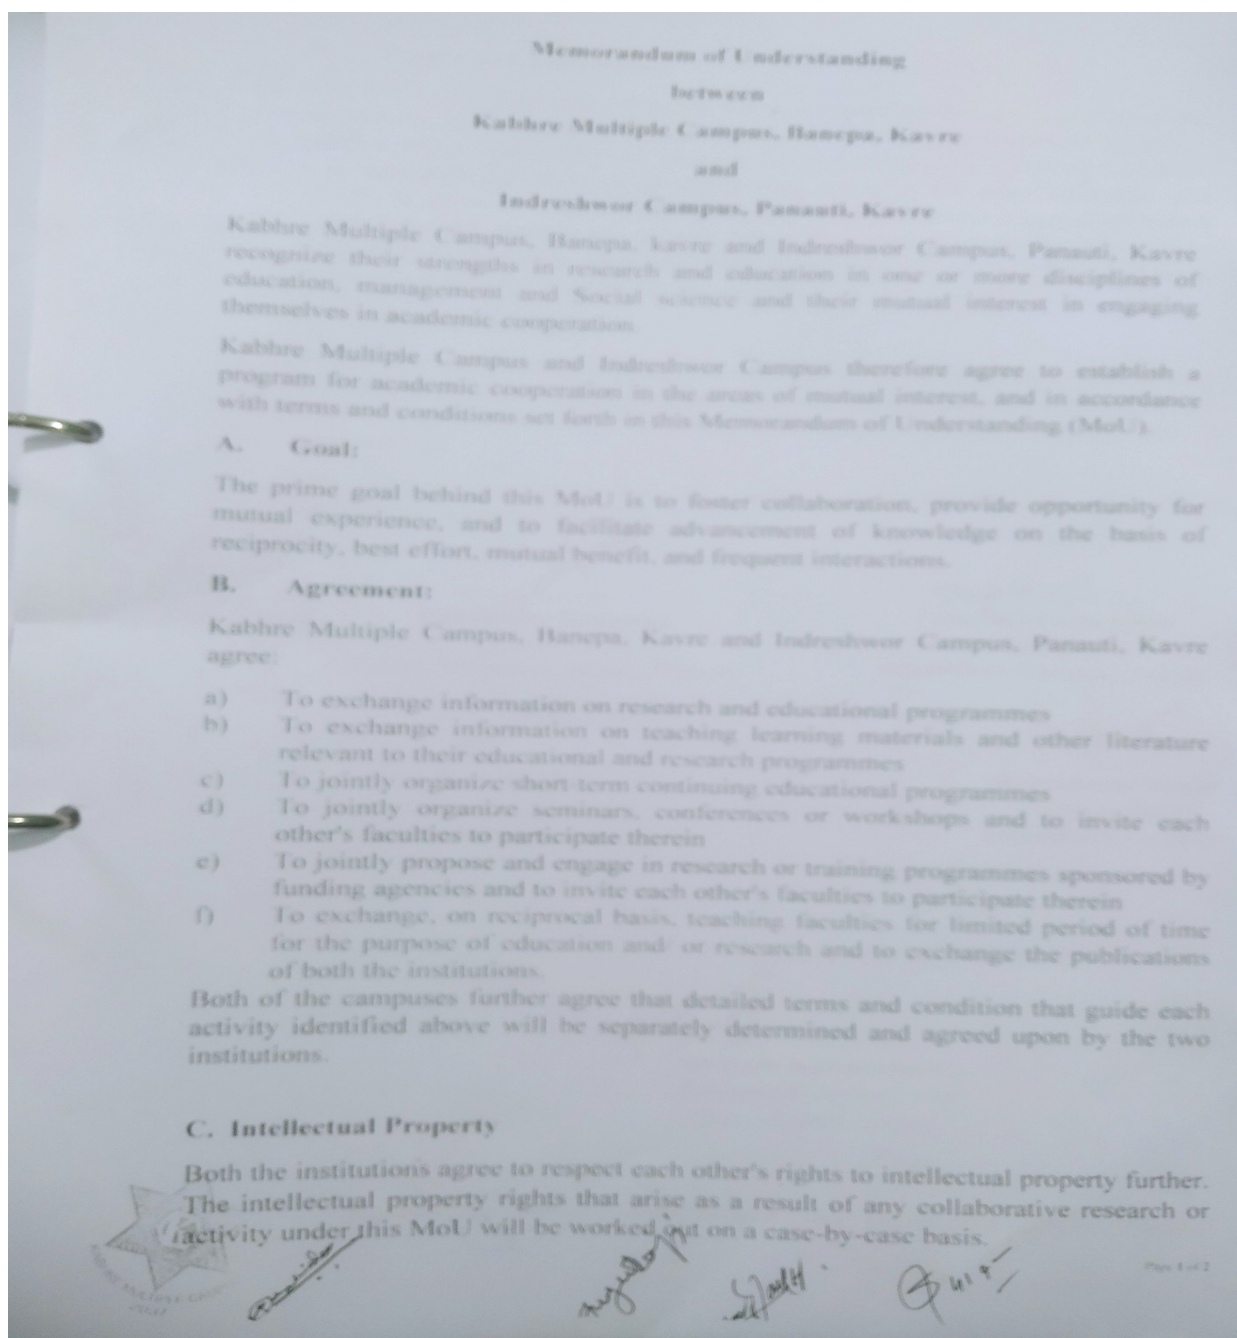 Memorandum of Understanding
between
Kabhre Multiple Campus, Banepa, Kavre
and
Indreshwor Campus, Panauti, Kavre
Kabhre Multiple Campus, Banepa, kavre and Indreshwor Campus, Panauti, Kavre
recognize their strengths in research and education in one or more disciplines of
education, management and Social science and their mutual interest in engaging
themselves in academic cooperation.
Kabhre Multiple Campus and Indreshwor Campus therefore agree to establish a
program for academic cooperation in the areas of mutual interest, and in accordance
with terms and conditions set forth in this Memorandum of Understanding (MoU).
A. Goal:
The prime goal behind this MoU is to foster collaboration, provide opportunity for
mutual experience, and to facilitate advancement of knowledge on the basis of
reciprocity, best effort, mutual benefit, and frequent interactions.
B. Agreement:
Kabhre Multiple Campus, Banepa, Kavre and Indreshwor Campus, Panauti, Kavre
agree:
a) To exchange information on research and educational programmes
b) To exchange information on teaching learning materials and other literature
relevant to their educational and research programmes
c) To jointly organize short-term continuing educational programmes
d) To jointly organize seminars, conferences or workshops and to invite each
other's faculties to participate therein
e) To jointly propose and engage in research or training programmes sponsored by
funding agencies and to invite each other's faculties to participate therein
f) To exchange, on reciprocal basis, teaching faculties for limited period of time
for the purpose of education and/ or research and to exchange the publications
of both the institutions.
Both of the campuses further agree that detailed terms and condition that guide each
activity identified above will be separately determined and agreed upon by the two
institutions.
C. Intellectual Property
Both the institutions agree to respect each other's rights to intellectual property further.
The intellectual property rights that arise as a result of any collaborative research or
activity under this MoU will be worked out on a case-by-case basis.
Page 1 of 2